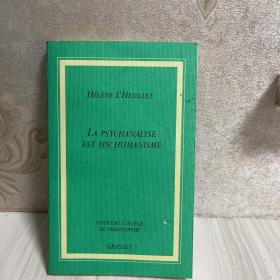 HÉLÈNE L'HEUILLET
LA PSYCHANALYSE
EST UN HUMANISME
NOUVEAU COLLÈGE
DE PHILOSOPHIE
GRASSET